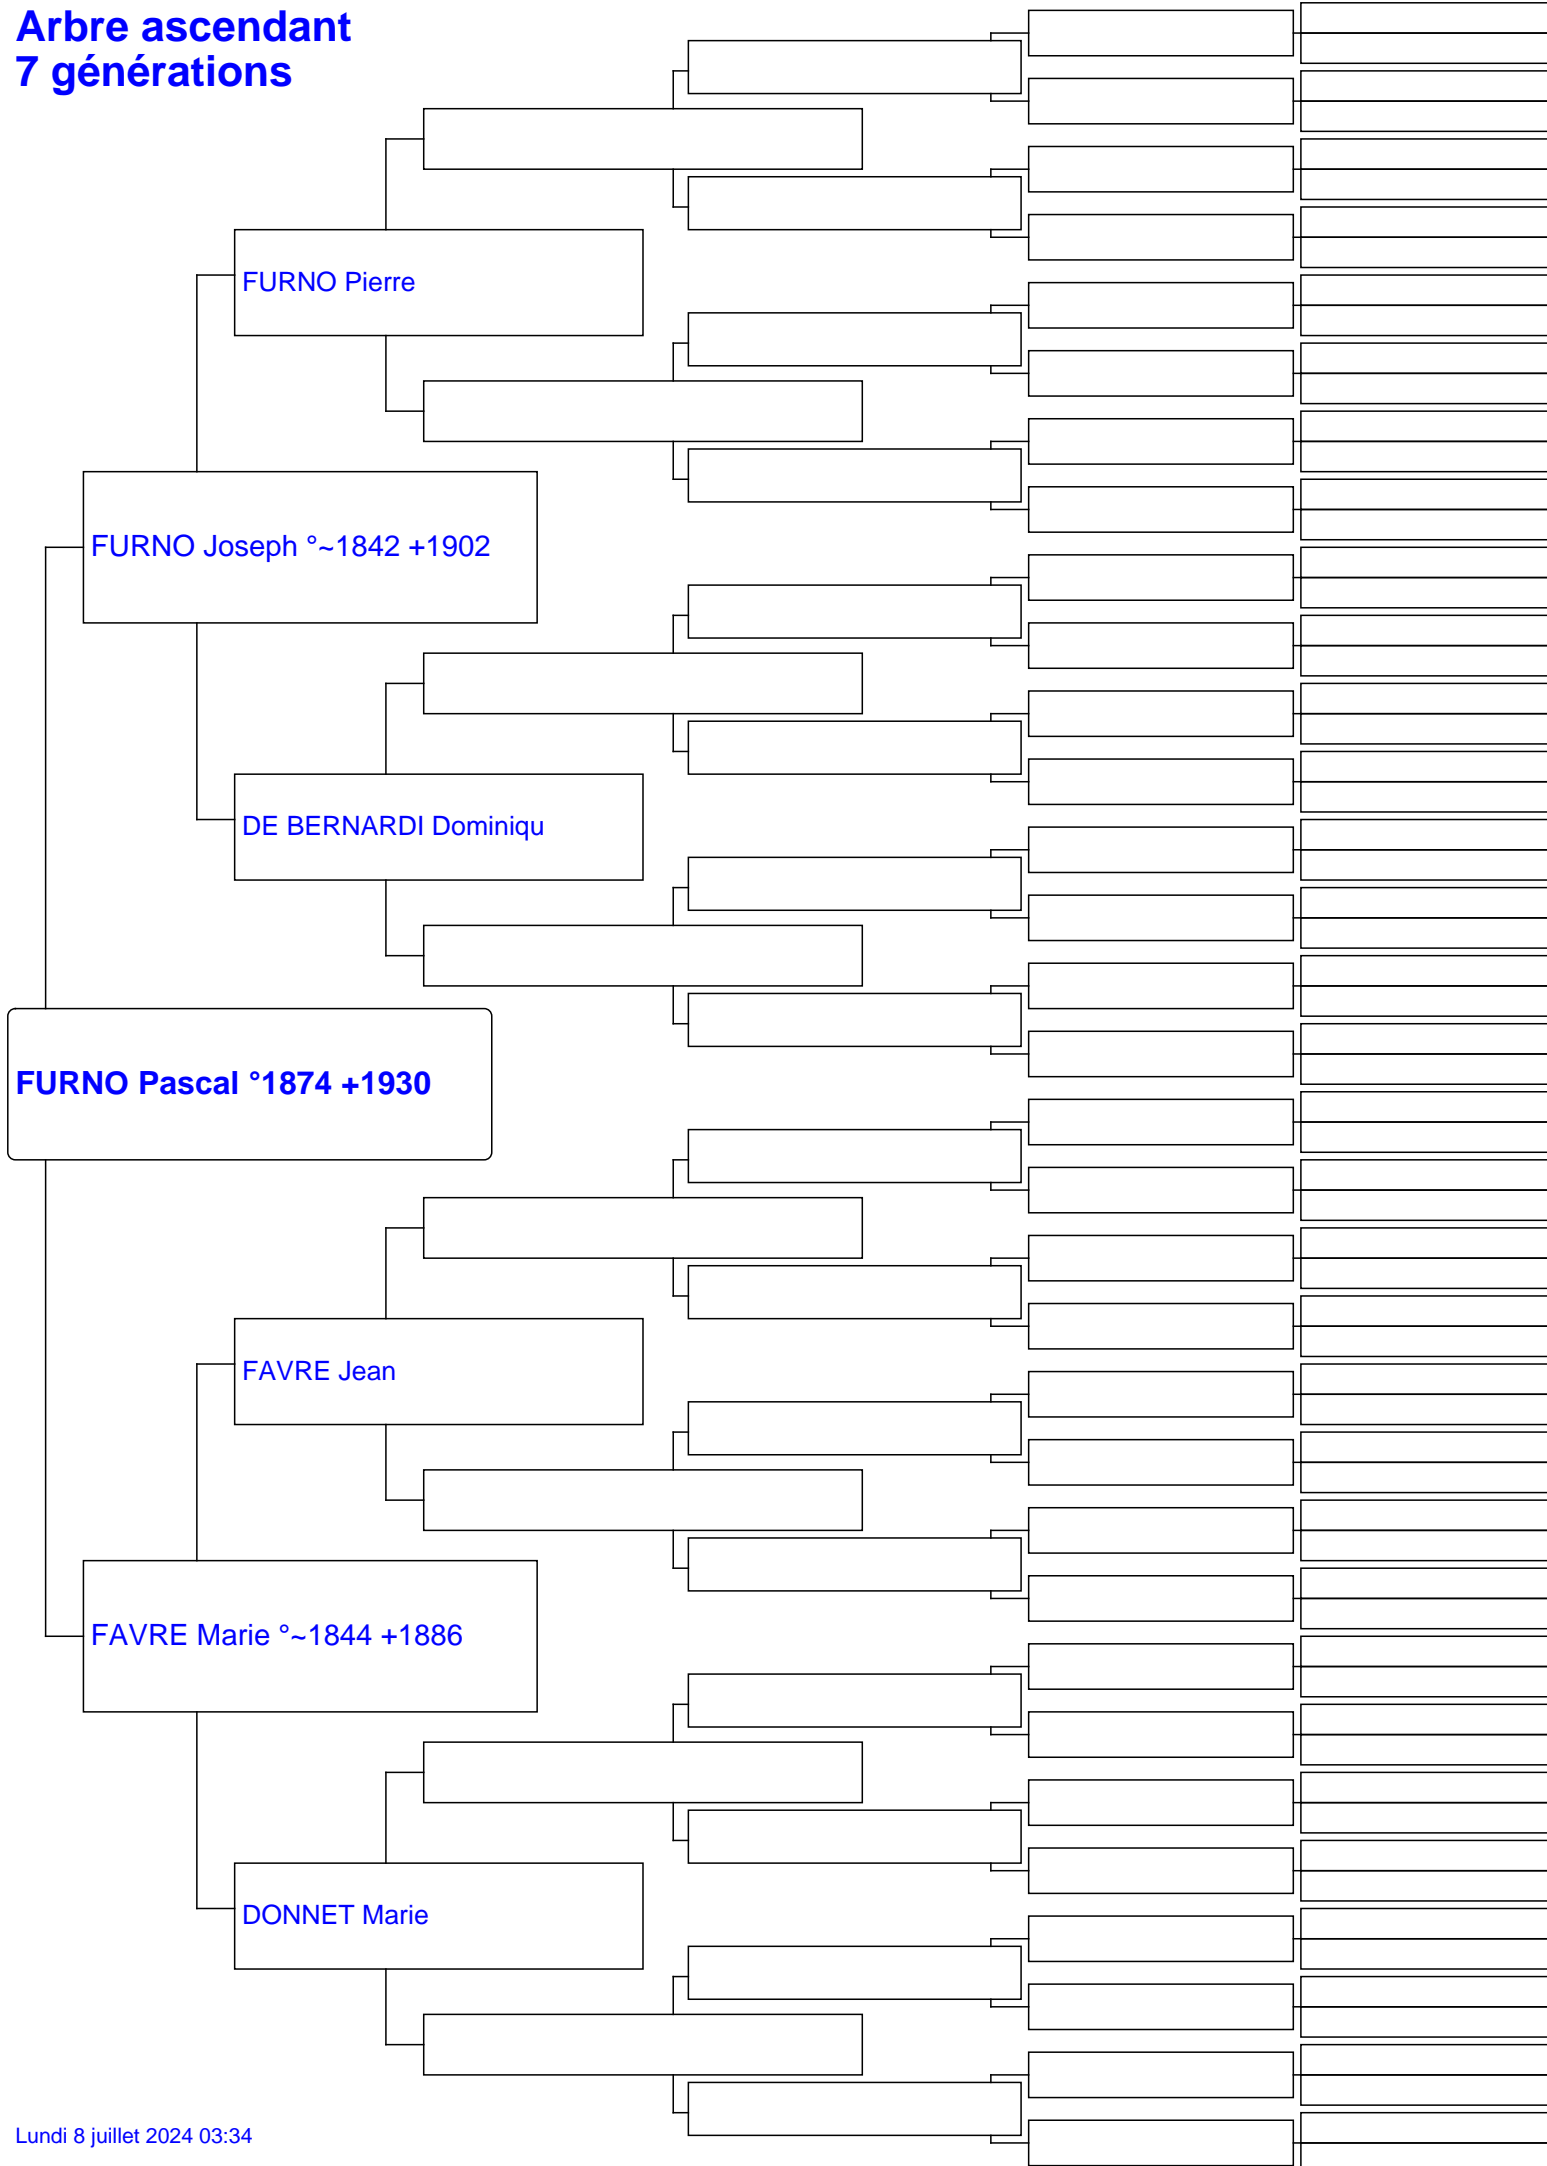 Arbre ascendant
7 générations
FURNO Pierre
FURNO Joseph °~1842 +1902
DE BERNARDI Dominiqu
FURNO Pascal °1874 +1930
FAVRE Jean
FAVRE Marie °~1844 +1886
DONNET Marie
Lundi 8 juillet 2024 03:34